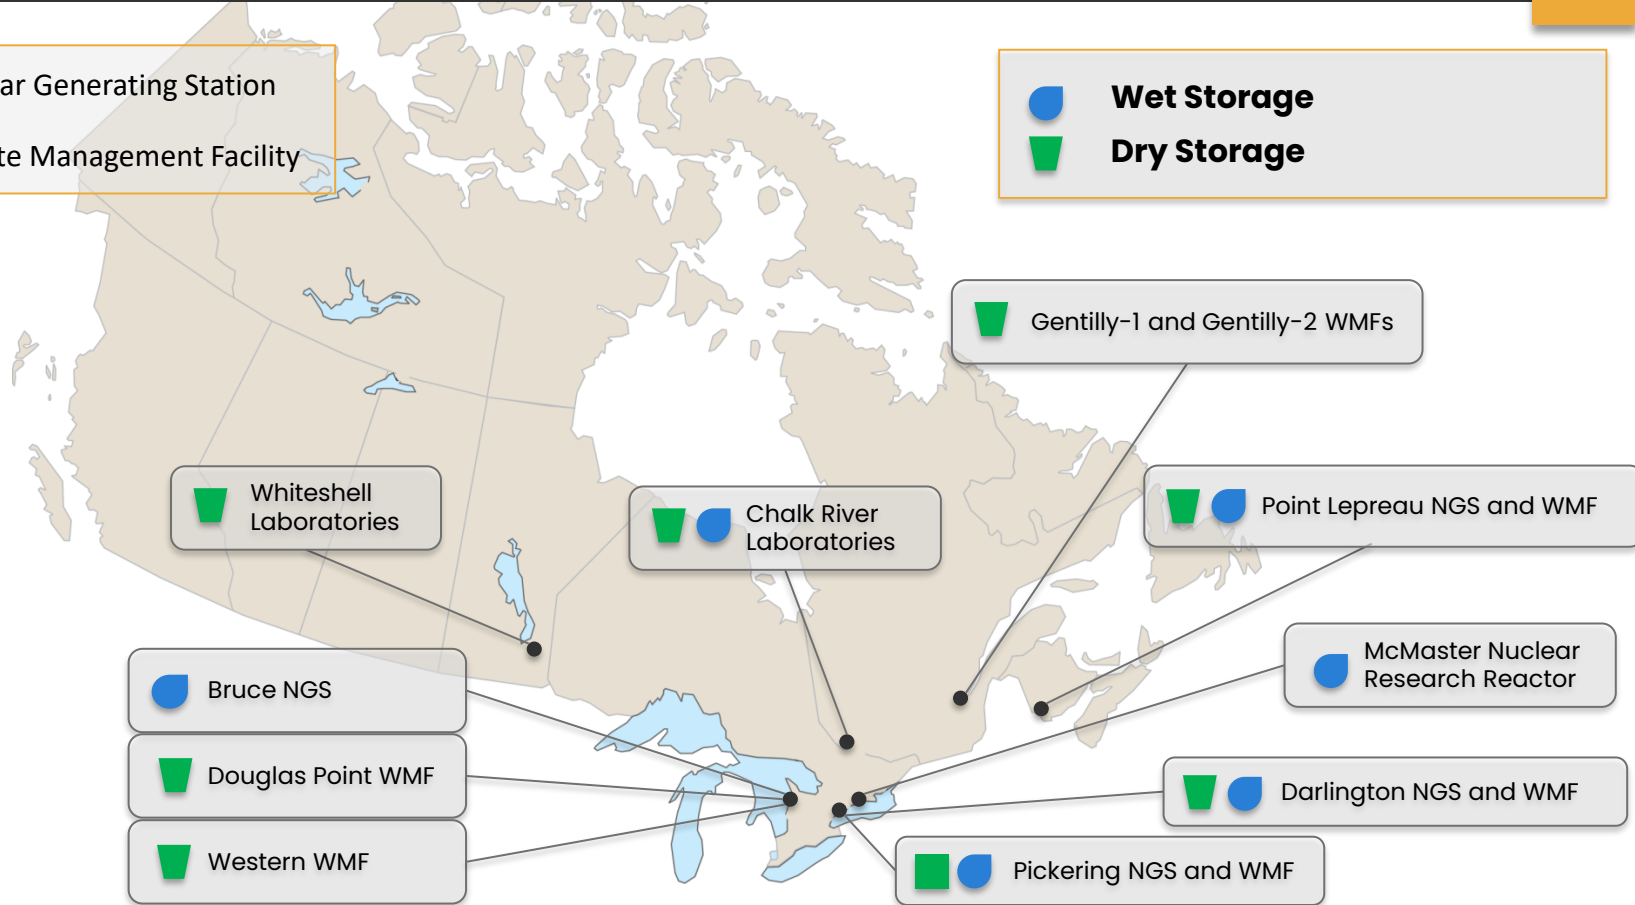 ar Generating Station
te Management Facility
Wet Storage
Dry Storage
Gentilly-1 and Gentilly-2 WMFs
Whiteshell
Laboratories
Chalk River
Laboratories
Point Lepreau NGS and WMF
McMaster Nuclear
Research Reactor
Bruce NGS
Douglas Point WMF
Darlington NGS and WMF
Western WMF
Pickering NGS and WMF